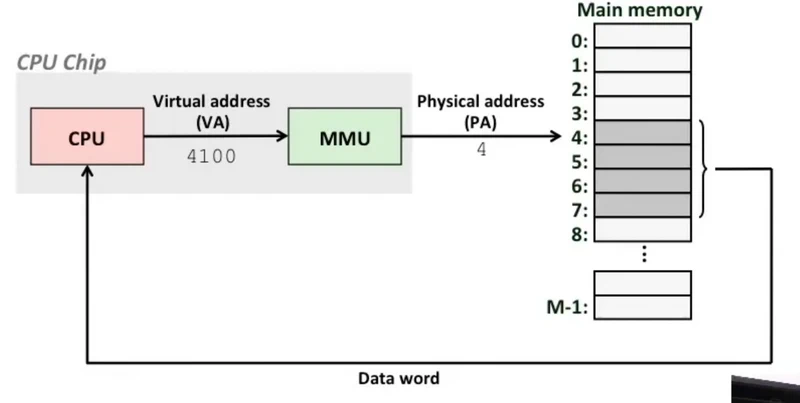 Main memory
CPU Chip
CPU
Virtual address
(VA)
4100
MMU
Physical address
(PA)
4
0:
1:
2:
3:
4:
5:
6:
7:
8:
⋮
M-1:
Data word